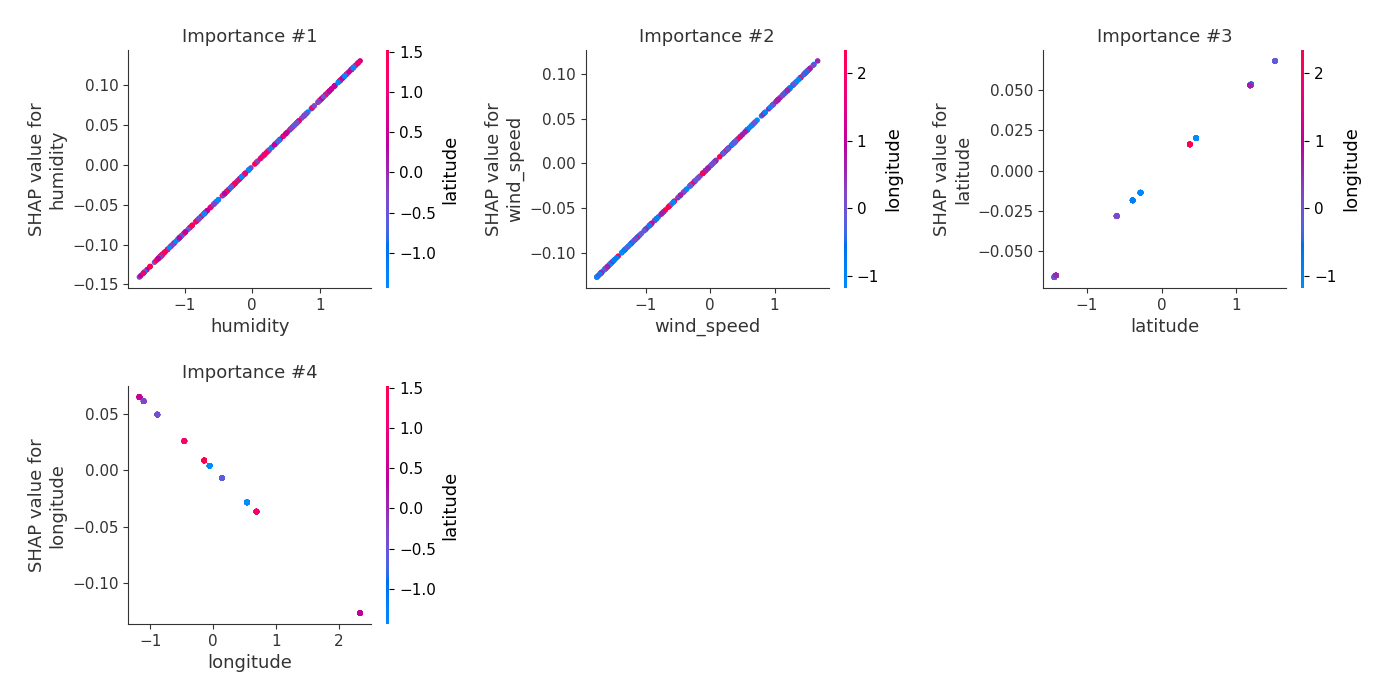 Importance #1
SHAP value for
humidity
0.10
0.05
0.00
−0.05
−0.10
−0.15
−1
0
1
humidity
1.5
1.0
0.5
0.0
−0.5
−1.0
latitude
Importance #2
SHAP value for
wind_speed
0.10
0.05
0.00
−0.05
−0.10
−1
0
1
wind_speed
2
1
0
−1
longitude
Importance #3
SHAP value for
latitude
0.050
0.025
0.000
−0.025
−0.050
−1
0
1
latitude
2
1
0
−1
longitude
Importance #4
SHAP value for
longitude
0.05
0.00
−0.05
−0.10
−1
0
1
2
longitude
1.5
1.0
0.5
0.0
−0.5
−1.0
latitude